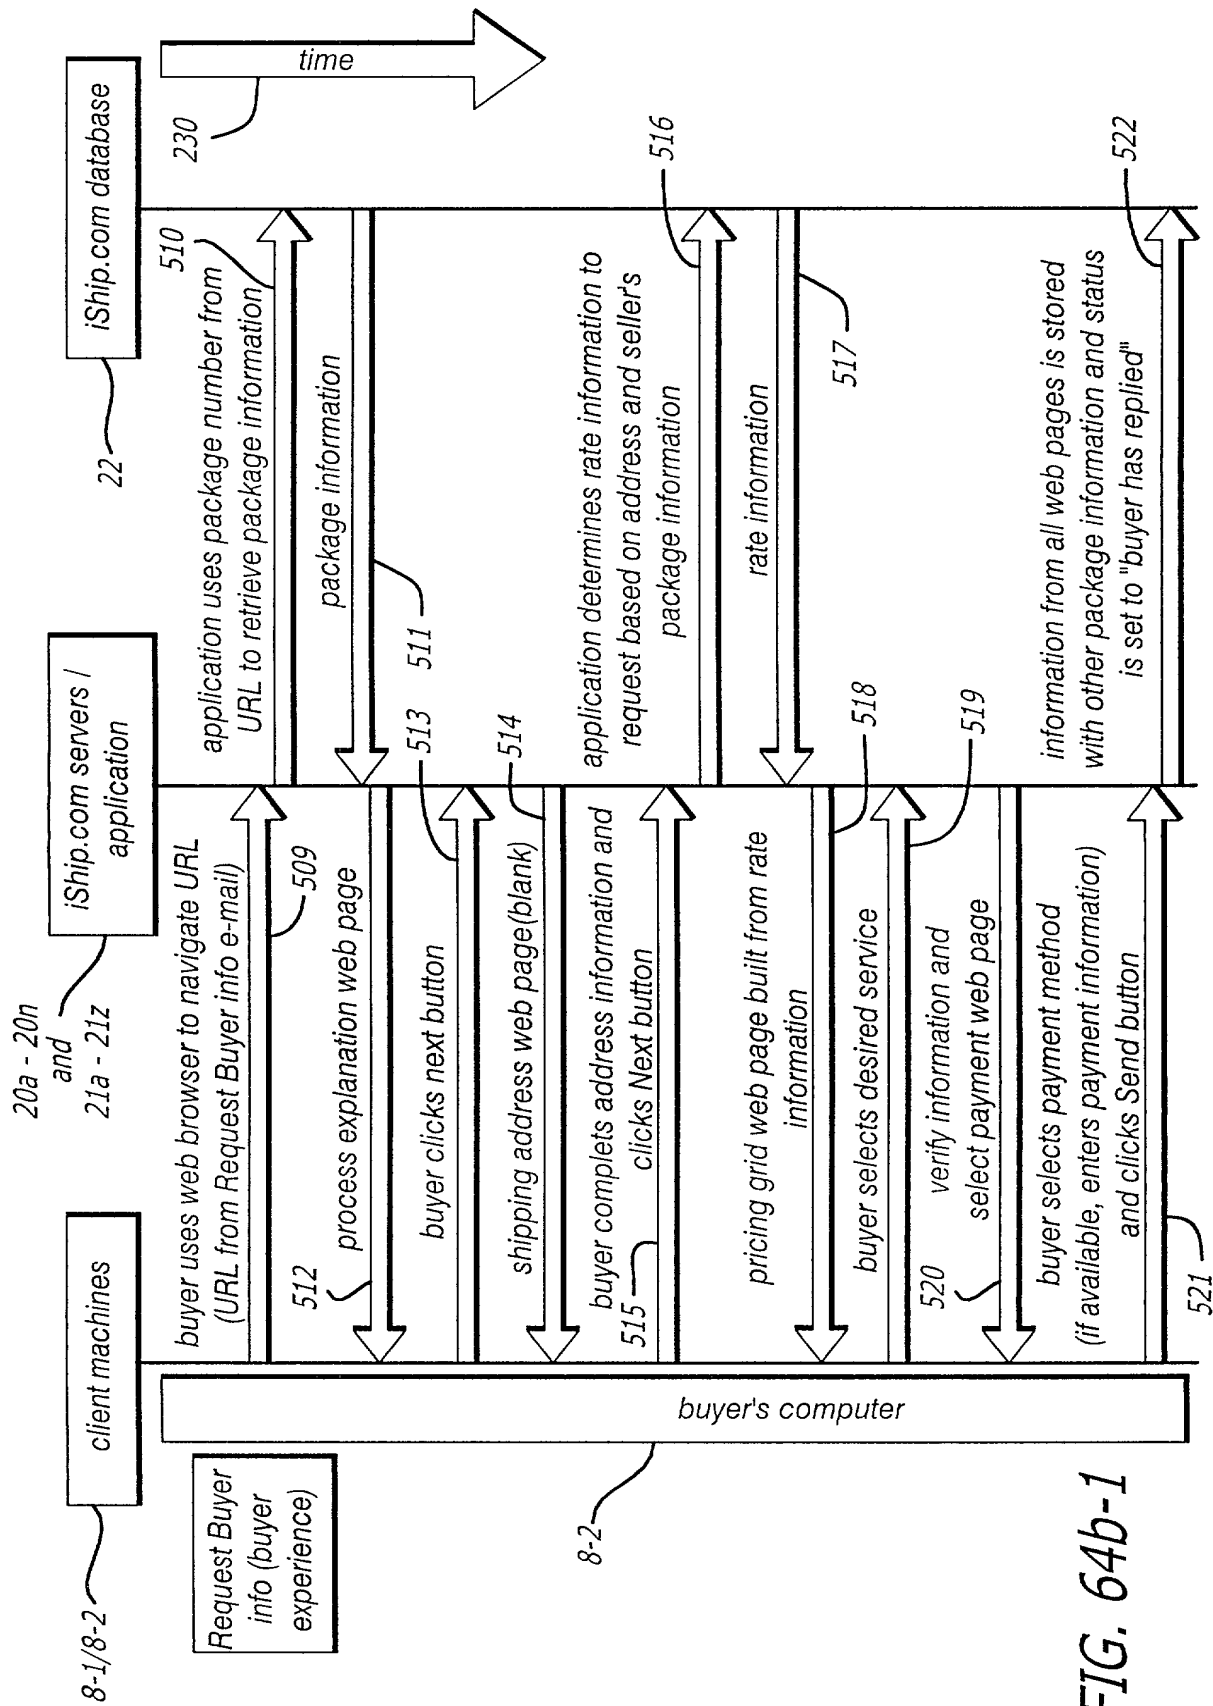 8-1/8-2
client machines
20a - 20n
and
21a - 21z
iShip.com servers /
application
22
iShip.com database
230
time
Request Buyer
info (buyer
experience)
buyer's computer
8-2
buyer uses web browser to navigate URL
(URL from Request Buyer info e-mail)
509
application uses package number from
URL to retrieve package information
510
package information
511
process explanation web page
512
buyer clicks next button
513
shipping address web page(blank)
514
buyer complets address information and
clicks Next button
515
application determines rate information to
request based on address and seller's
package information
516
rate information
517
pricing grid web page built from rate
information
518
buyer selects desired service
519
verify information and
select payment web page
520
buyer selects payment method
(if available, enters payment information)
and clicks Send button
521
information from all web pages is stored
with other package information and status
is set to "buyer has replied"
522
FIG. 64b-1